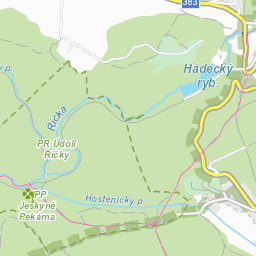 383
Hádecký
ryb.
p.
Říčka
PR Údolí
Říčky
PP
Jeskyně
Pekárna
Hostěnický p.